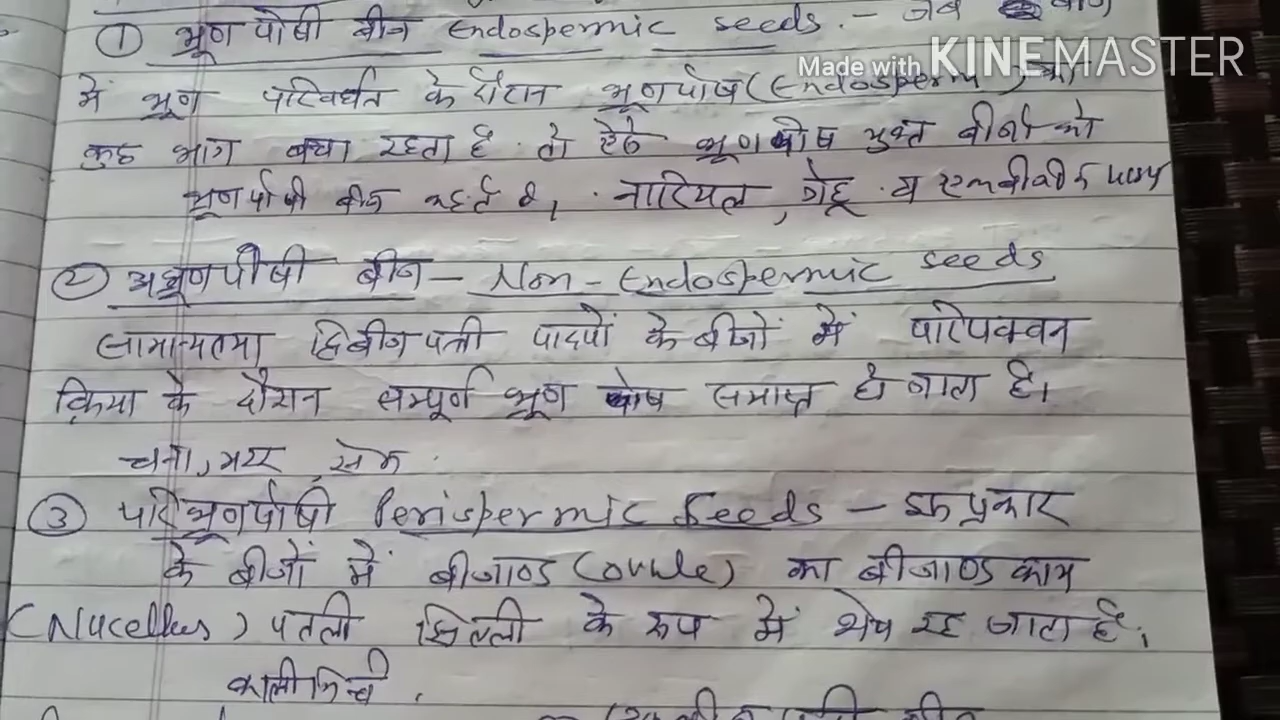 ① भ्रूणपोषी बीज Endospermic seeds. – जब बीज
Made with KINEMASTER
में भ्रूण परिवर्धन के दौरान भ्रूणपोष (Endosperm) का
कुछ भाग बचा रहता है तो ऐसे भ्रूणपोष युक्त बीजों को
भ्रूणपोषी बीज कहते है, नारियल, गेहू व एकबीजी
② अभ्रूणपोषी बीज – Non-Endospermic seeds
सामान्यतया द्विबीजपत्री पादपों के बीजों में परिपक्वन
क्रिया के दौरान सम्पूर्ण भ्रूण पोष समाप्त हो जाता है।
चना, मटर, सेम
③ परिभ्रूणपोषी Perispermic Seeds – इस प्रकार
के बीजों में बीजाण्ड (ovule) का बीजाण्डकाय
(Nucellus) पतली झिल्ली के रूप में शेष रह जाता है,
कालीमिर्च